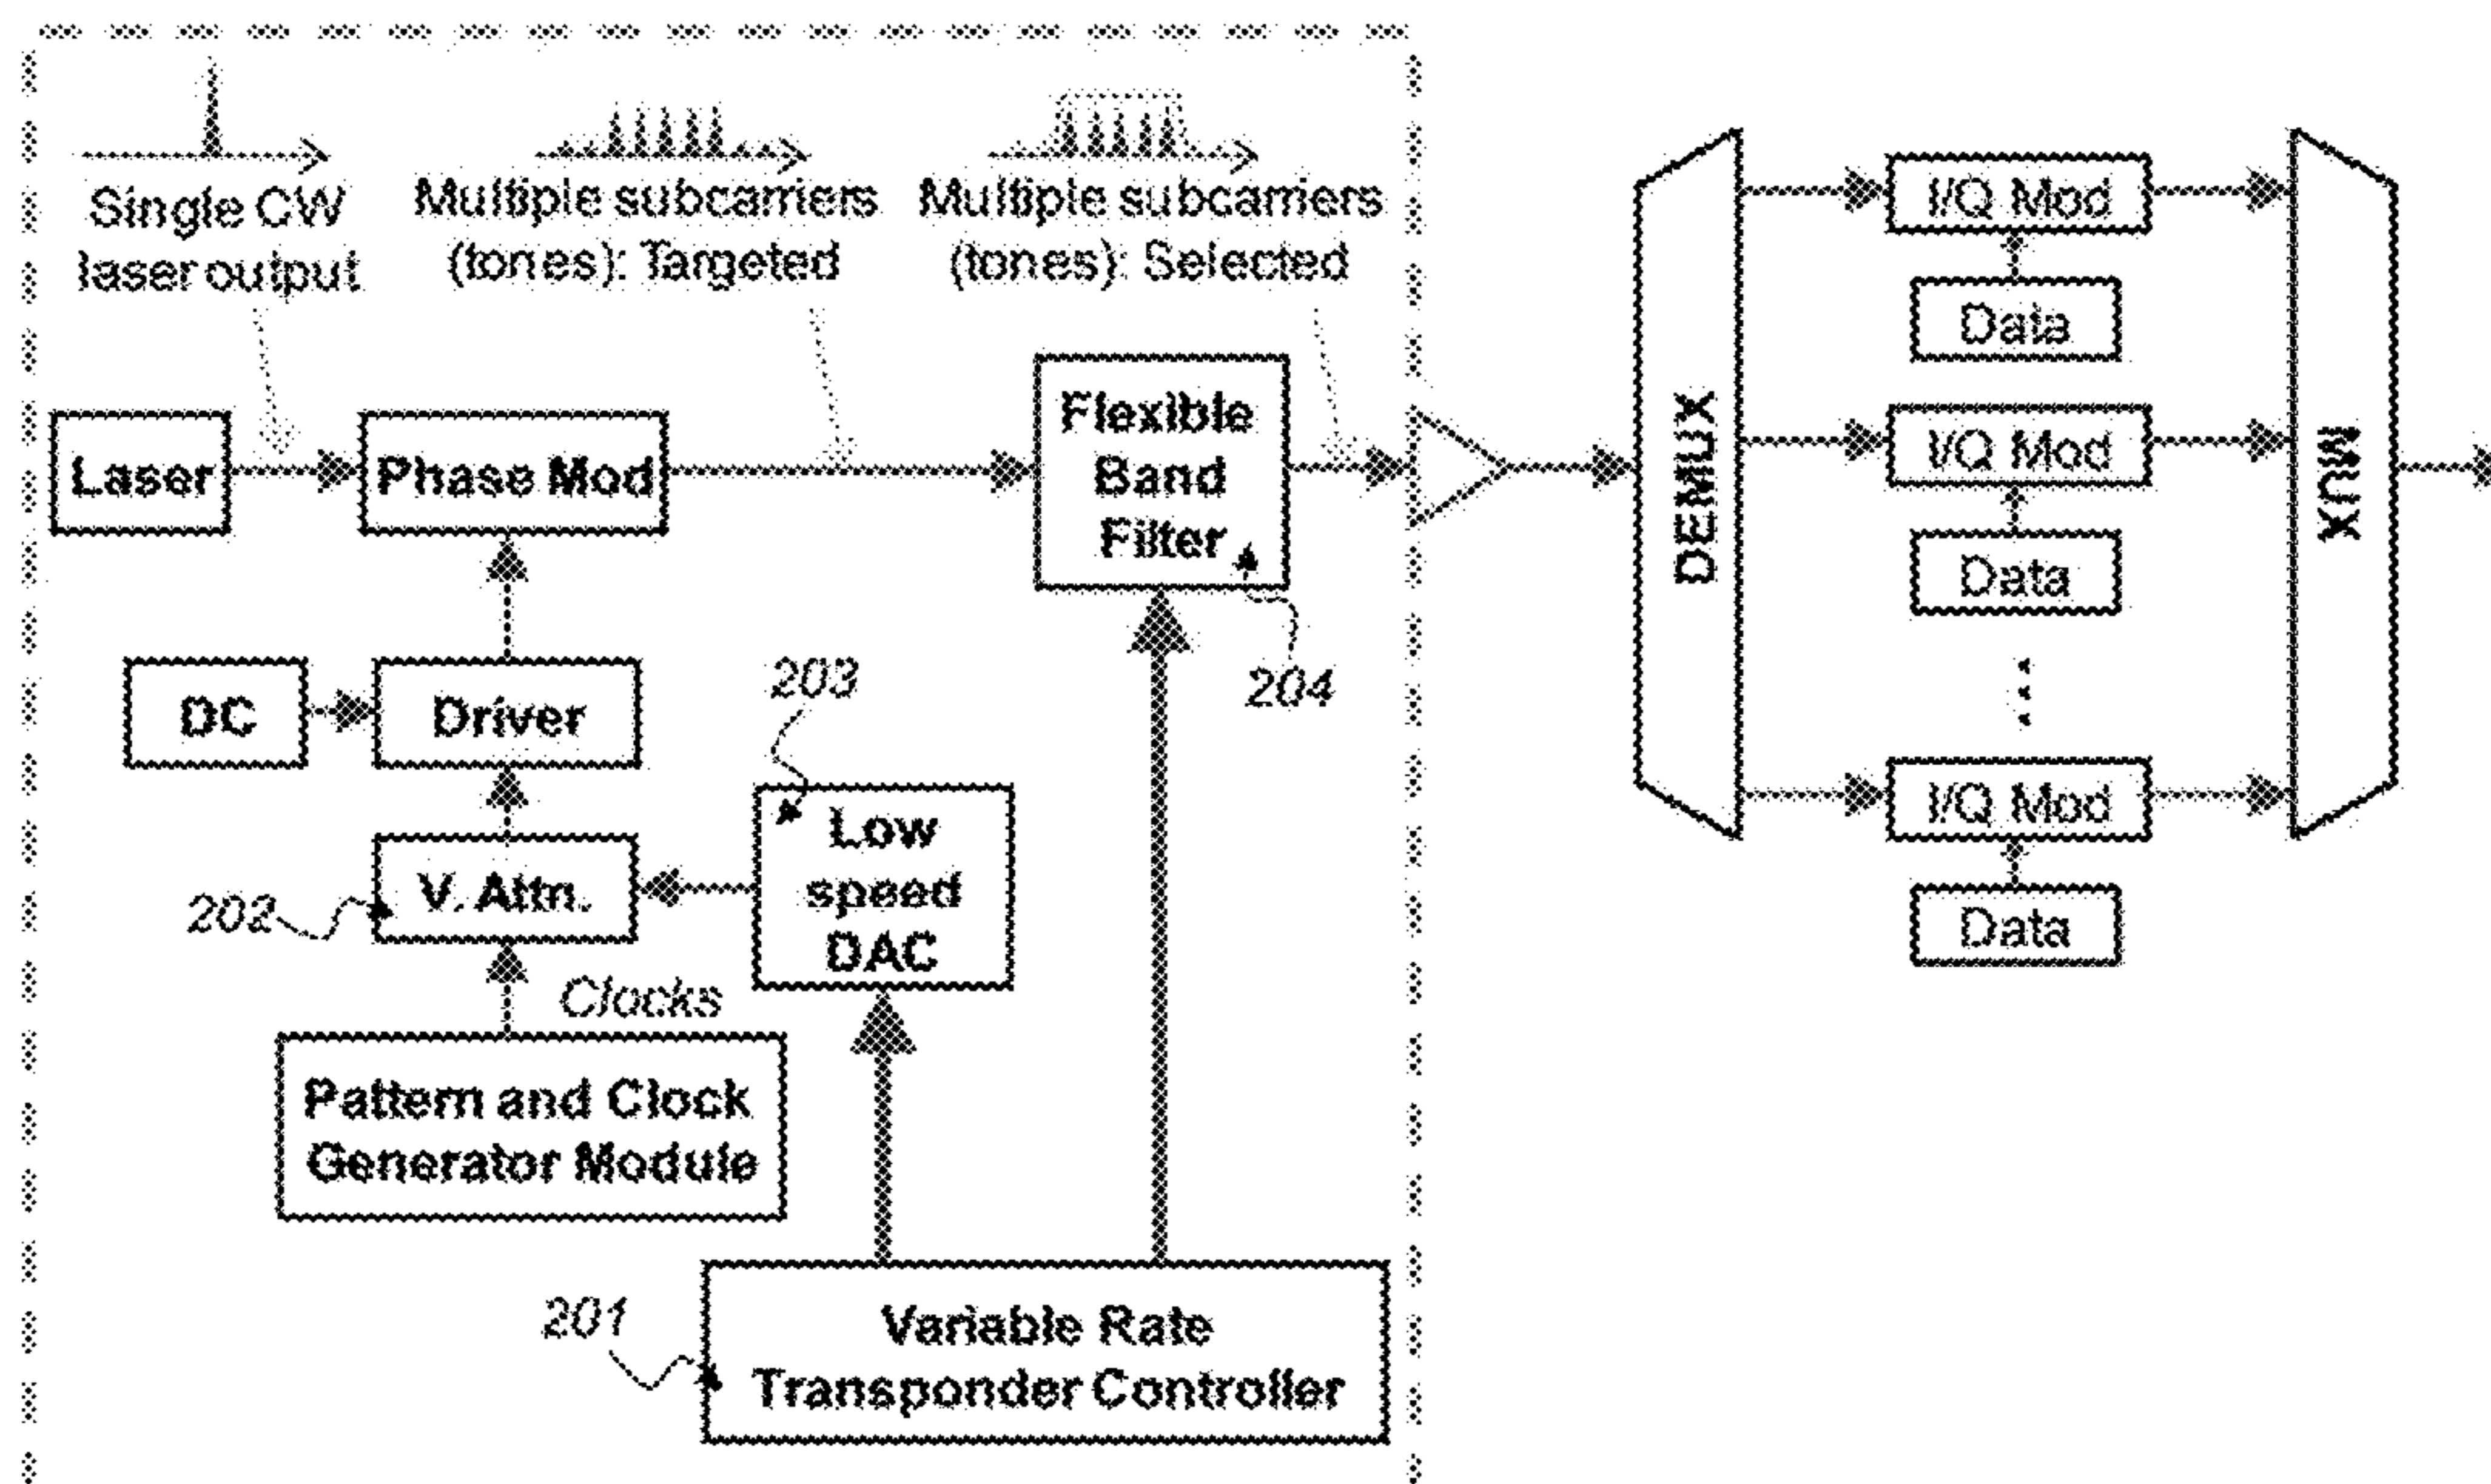 Single CW
laser output
Multiple subcarriers
(tones): Targeted
Multiple subcarriers
(tones): Selected
Laser
Phase Mod
Flexible
Band
Filter
204
DC
Driver
203
V. Attn.
202
Low
speed
DAC
Clocks
Pattern and Clock
Generator Module
201
Variable Rate
Transponder Controller
DEMUX
I/Q Mod
Data
I/Q Mod
Data
I/Q Mod
Data
MUX